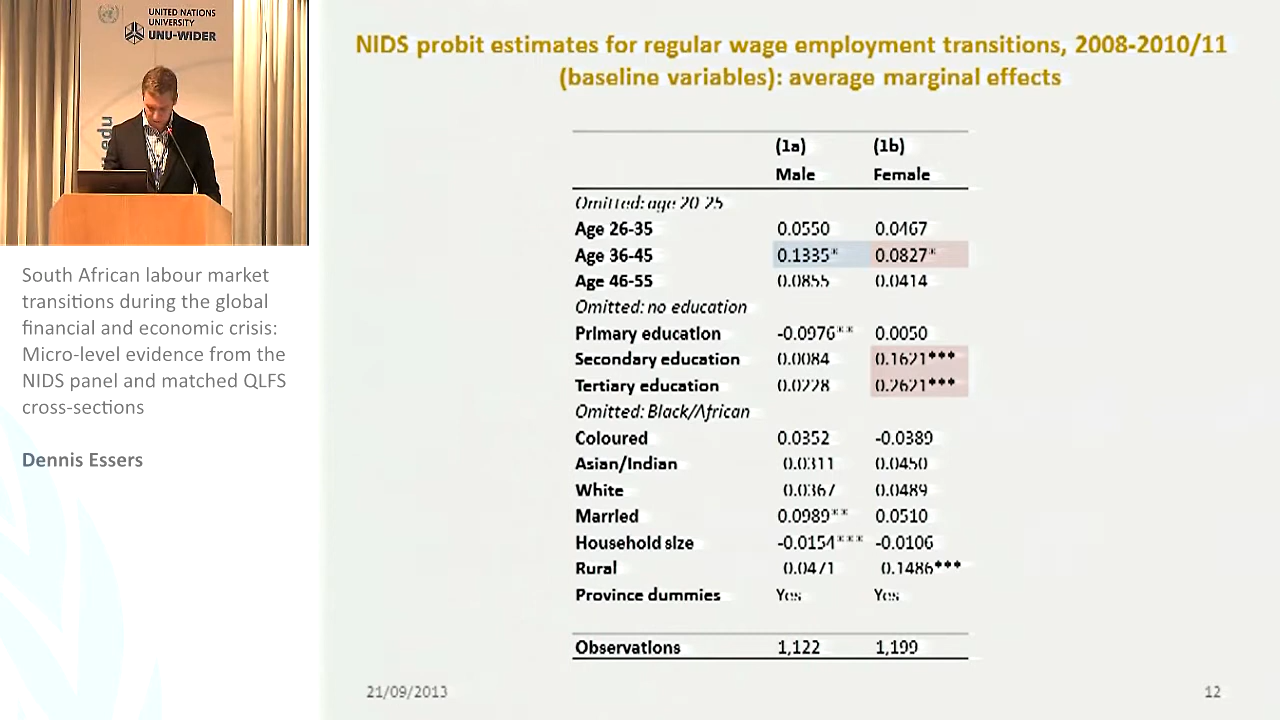 UNITED NATIONS
UNIVERSITY
UNU-WIDER
.edu
South African labour market
transitions during the global
financial and economic crisis:
Micro-level evidence from the
NIDS panel and matched QLFS
cross-sections
Dennis Essers
NIDS probit estimates for regular wage employment transitions, 2008-2010/11
(baseline variables): average marginal effects
(1a) (1b)
Male Female
Omitted: age 20-25
Age 26-35 0.0550 0.0467
Age 36-45 0.1335* 0.0827*
Age 46-55 0.0855 0.0414
Omitted: no education
Primary education -0.0976** 0.0050
Secondary education 0.0084 0.1621***
Tertiary education 0.0228 0.2621***
Omitted: Black/African
Coloured 0.0352 -0.0389
Asian/Indian 0.0311 0.0450
White 0.0367 0.0489
Married 0.0989** 0.0510
Household size -0.0154*** -0.0106
Rural 0.0471 0.1486***
Province dummies Yes Yes
Observations 1,122 1,199
21/09/2013 12